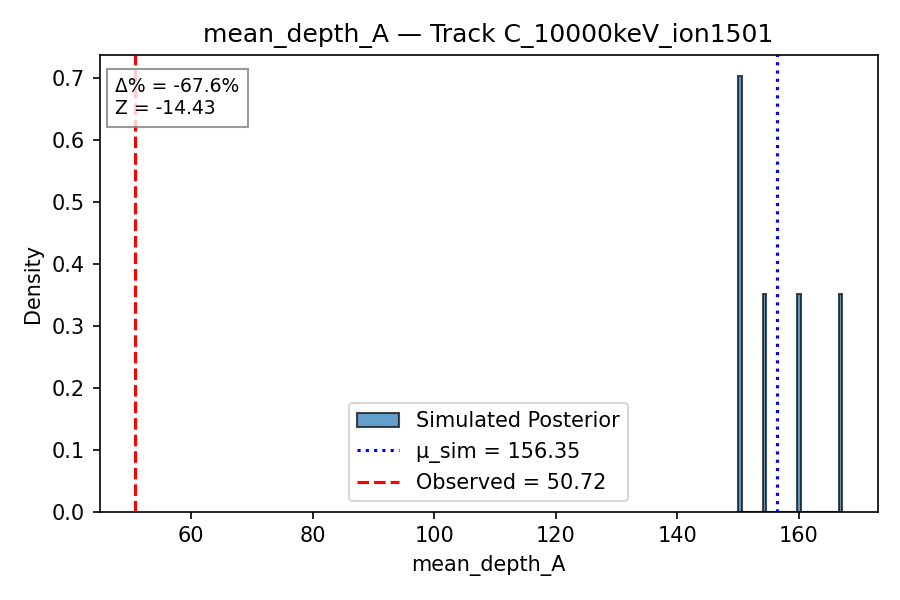 mean_depth_A — Track C_10000keV_ion1501
Δ% = -67.6%
Z = -14.43
Density
0.7
0.6
0.5
0.4
0.3
0.2
0.1
0.0
Simulated Posterior
μ_sim = 156.35
Observed = 50.72
60 80 100 120 140 160
mean_depth_A